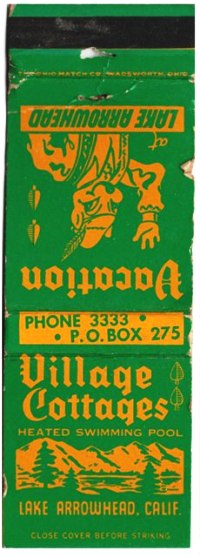 THE OHIO MATCH CO. WADSWORTH, OHIO
Vacation
at
LAKE ARROWHEAD
PHONE 3333 •
• P.O. BOX 275
Village
Cottages
HEATED SWIMMING POOL
LAKE ARROWHEAD, CALIF.
CLOSE COVER BEFORE STRIKING